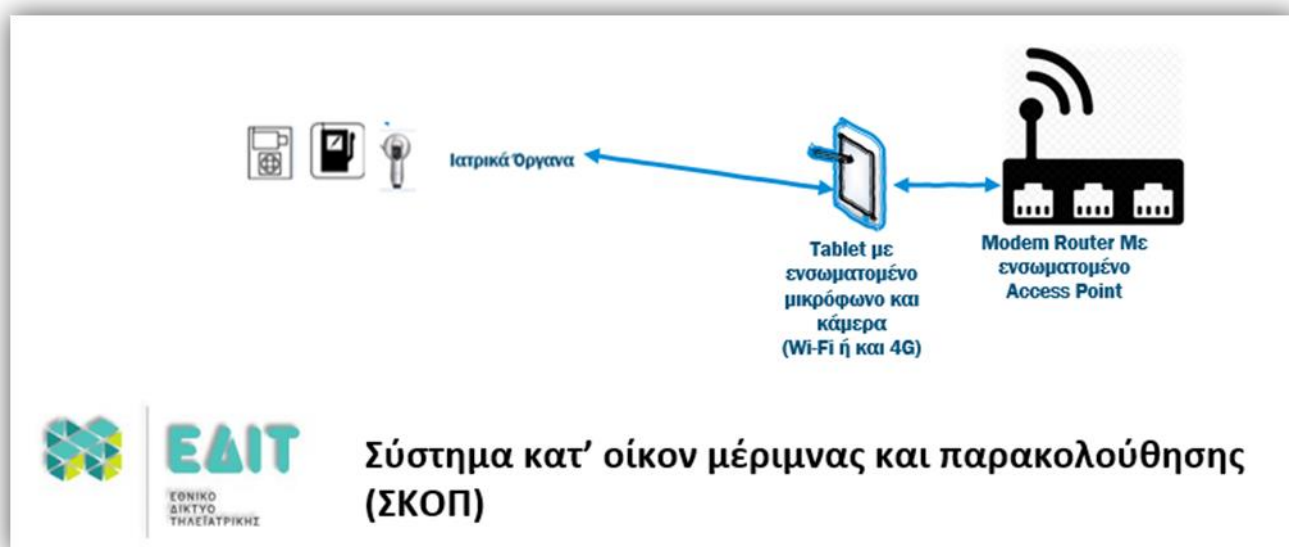 Ιατρικά Όργανα
Tablet με
ενσωματομένο
μικρόφωνο και
κάμερα
(Wi-Fi ή και 4G)
Modem Router Με
ενσωματομένο
Access Point
ΕΔΙΤ
ΕΘΝΙΚΟ
ΔΙΚΤΥΟ
ΤΗΛΕΪΑΤΡΙΚΗΣ
Σύστημα κατ’ οίκον μέριμνας και παρακολούθησης
(ΣΚΟΠ)